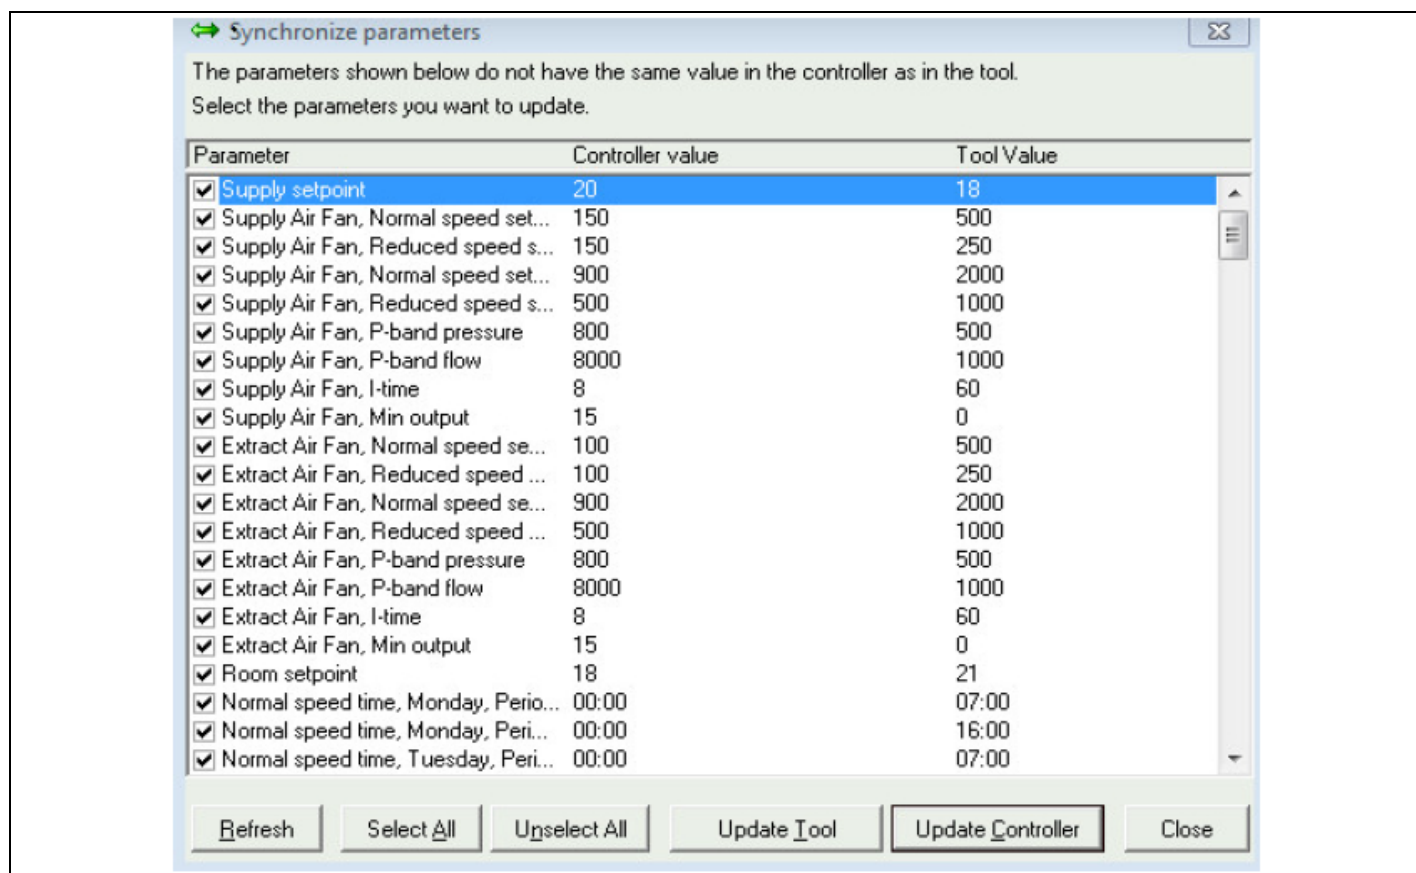 Synchronize parameters
The parameters shown below do not have the same value in the controller as in the tool.
Select the parameters you want to update.
Parameter Controller value Tool Value
Supply setpoint 20 18
Supply Air Fan, Normal speed set... 150 500
Supply Air Fan, Reduced speed s... 150 250
Supply Air Fan, Normal speed set... 900 2000
Supply Air Fan, Reduced speed s... 500 1000
Supply Air Fan, P-band pressure 800 500
Supply Air Fan, P-band flow 8000 1000
Supply Air Fan, I-time 8 60
Supply Air Fan, Min output 15 0
Extract Air Fan, Normal speed se... 100 500
Extract Air Fan, Reduced speed ... 100 250
Extract Air Fan, Normal speed se... 900 2000
Extract Air Fan, Reduced speed ... 500 1000
Extract Air Fan, P-band pressure 800 500
Extract Air Fan, P-band flow 8000 1000
Extract Air Fan, I-time 8 60
Extract Air Fan, Min output 15 0
Room setpoint 18 21
Normal speed time, Monday, Perio... 00:00 07:00
Normal speed time, Monday, Peri... 00:00 16:00
Normal speed time, Tuesday, Peri... 00:00 07:00
Refresh Select All Unselect All Update Tool Update Controller Close